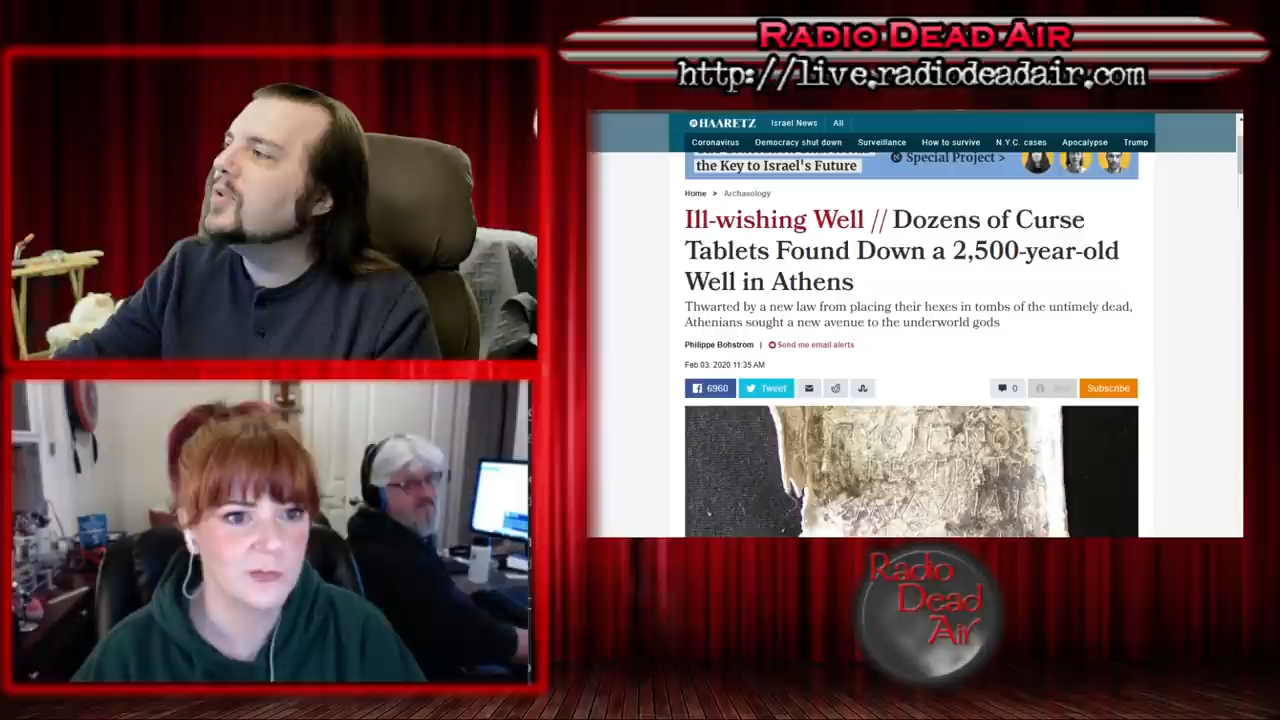 RADIO DEAD AIR
http://live.radiodeadair.com
HAARETZ Israel News All
Coronavirus Democracy shut down Surveillance How to survive N.Y.C. cases Apocalypse Trump
the Key to Israel's Future
Special Project >
Home > Archaeology
Ill-wishing Well // Dozens of Curse
Tablets Found Down a 2,500-year-old
Well in Athens
Thwarted by a new law from placing their hexes in tombs of the untimely dead,
Athenians sought a new avenue to the underworld gods
Philippe Bohstrom | Send me email alerts
Feb 03, 2020 11:35 AM
6960 Tweet 0 Subscribe
Radio
Dead
Air